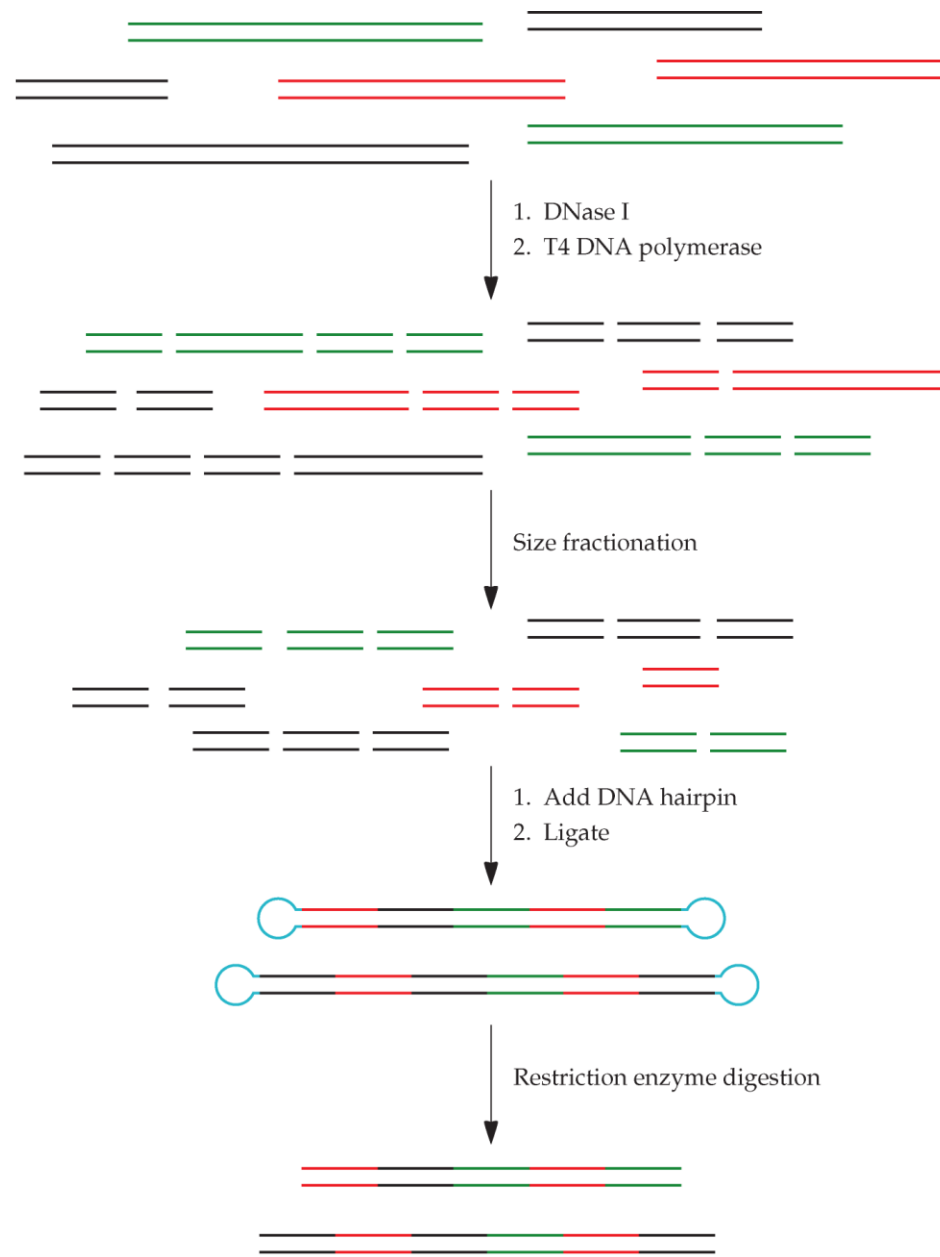 1. DNase I
2. T4 DNA polymerase
Size fractionation
1. Add DNA hairpin
2. Ligate
Restriction enzyme digestion